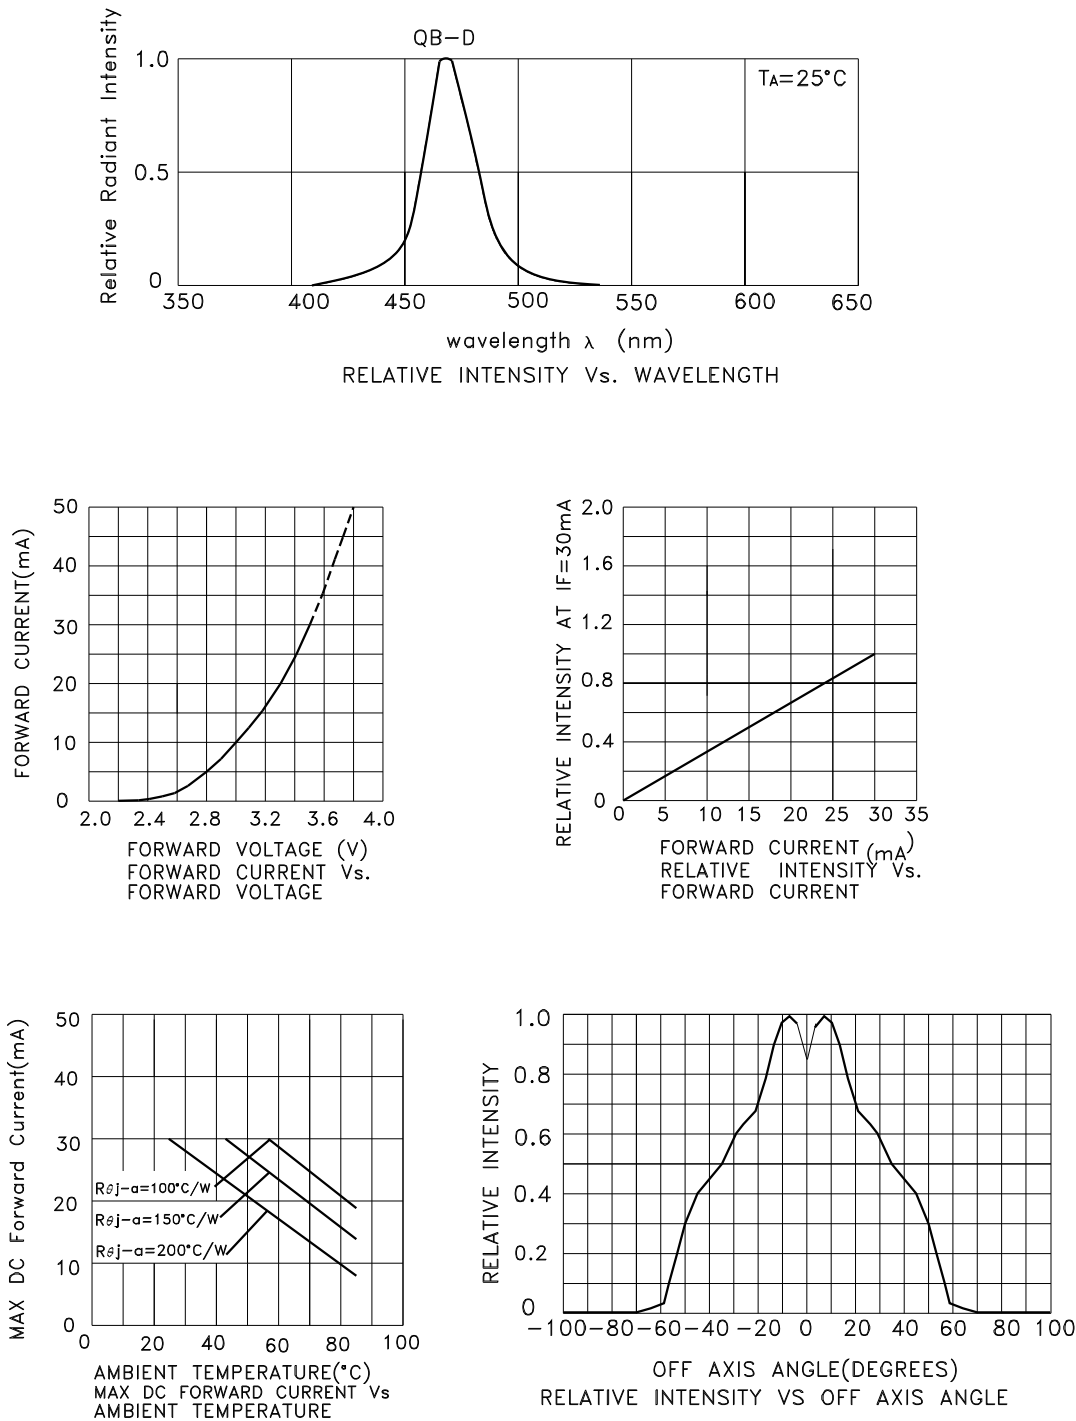 QB-D
Relative Radiant Intensity
1.0
0.5
0
TA=25°C
350 400 450 500 550 600 650
wavelength λ (nm)
RELATIVE INTENSITY Vs. WAVELENGTH
FORWARD CURRENT(mA)
50
40
30
20
10
0
2.0 2.4 2.8 3.2 3.6 4.0
FORWARD VOLTAGE (V)
FORWARD CURRENT Vs.
FORWARD VOLTAGE
RELATIVE INTENSITY AT IF=30mA
2.0
1.6
1.2
0.8
0.4
0
0 5 10 15 20 25 30 35
FORWARD CURRENT (mA)
RELATIVE INTENSITY Vs.
FORWARD CURRENT
MAX DC Forward Current(mA)
50
40
30
20
10
0
Rθj-a=100°C/W
Rθj-a=150°C/W
Rθj-a=200°C/W
0 20 40 60 80 100
AMBIENT TEMPERATURE(°C)
MAX DC FORWARD CURRENT Vs
AMBIENT TEMPERATURE
RELATIVE INTENSITY
1.0
0.8
0.6
0.4
0.2
0
-100 -80 -60 -40 -20 0 20 40 60 80 100
OFF AXIS ANGLE(DEGREES)
RELATIVE INTENSITY VS OFF AXIS ANGLE